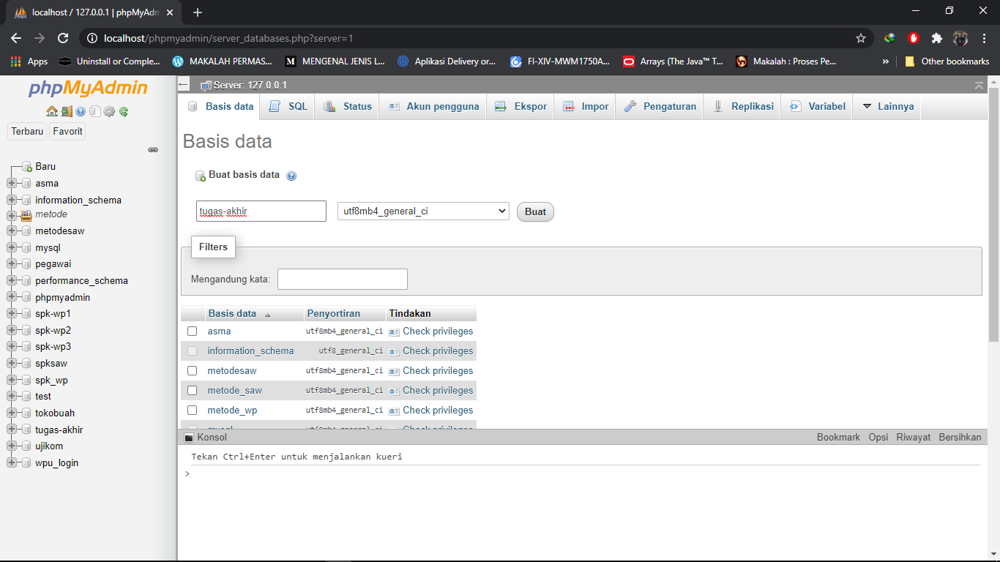 localhost / 127.0.0.1 | phpMyAdm
localhost/phpmyadmin/server_databases.php?server=1
Apps Uninstall or Comple... WAKALAH PERMAS... MENGENAL JENIS L... Aplikasi Delivery or... FI-XIV-MWM1750A... Arrays (The Java™ T... Makalah : Proses Pe... » Other bookmarks
phpMyAdmin
Terbaru Favorit
Baru
asma
information_schema
metode
metodesaw
mysql
pegawai
performance_schema
phpmyadmin
spk-wp1
spk-wp2
spk-wp3
spksaw
spk_wp
test
tokobuah
tugas-akhir
ujikom
wpu_login
Server: 127.0.0.1
Basis data SQL Status Akun pengguna Ekspor Impor Pengaturan Replikasi Variabel Lainnya
Basis data
Buat basis data
tugas-akhir utf8mb4_general_ci Buat
Filters
Mengandung kata:
Basis data Penyortiran Tindakan
asma utf8mb4_general_ci Check privileges
information_schema utf8_general_ci Check privileges
metodesaw utf8mb4_general_ci Check privileges
metode_saw utf8mb4_general_ci Check privileges
metode_wp utf8mb4_general_ci Check privileges
mysql utf8mb4_general_ci Check privileges
Konsol Bookmark Opsi Riwayat Bersihkan
Tekan Ctrl+Enter untuk menjalankan kueri
>